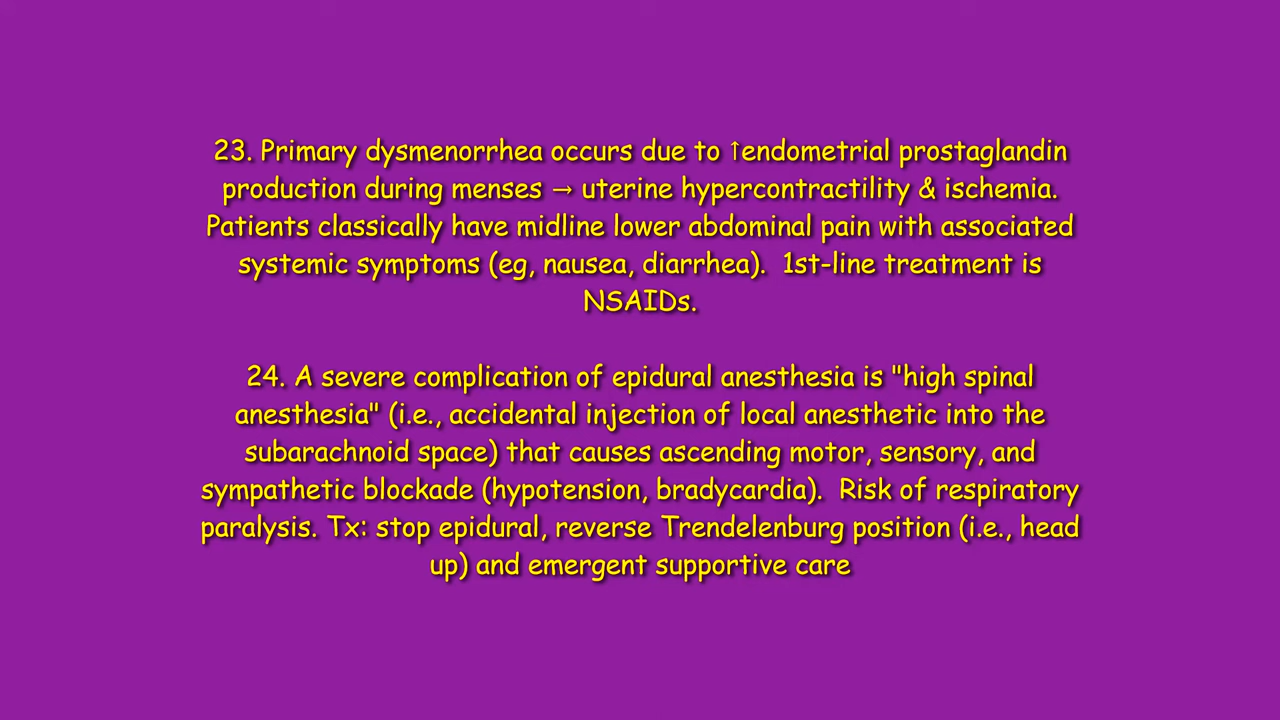 23. Primary dysmenorrhea occurs due to ↑endometrial prostaglandin
production during menses → uterine hypercontractility & ischemia.
Patients classically have midline lower abdominal pain with associated
systemic symptoms (eg, nausea, diarrhea).  1st-line treatment is
NSAIDs.
24. A severe complication of epidural anesthesia is "high spinal
anesthesia" (i.e., accidental injection of local anesthetic into the
subarachnoid space) that causes ascending motor, sensory, and
sympathetic blockade (hypotension, bradycardia).  Risk of respiratory
paralysis. Tx: stop epidural, reverse Trendelenburg position (i.e., head
up) and emergent supportive care